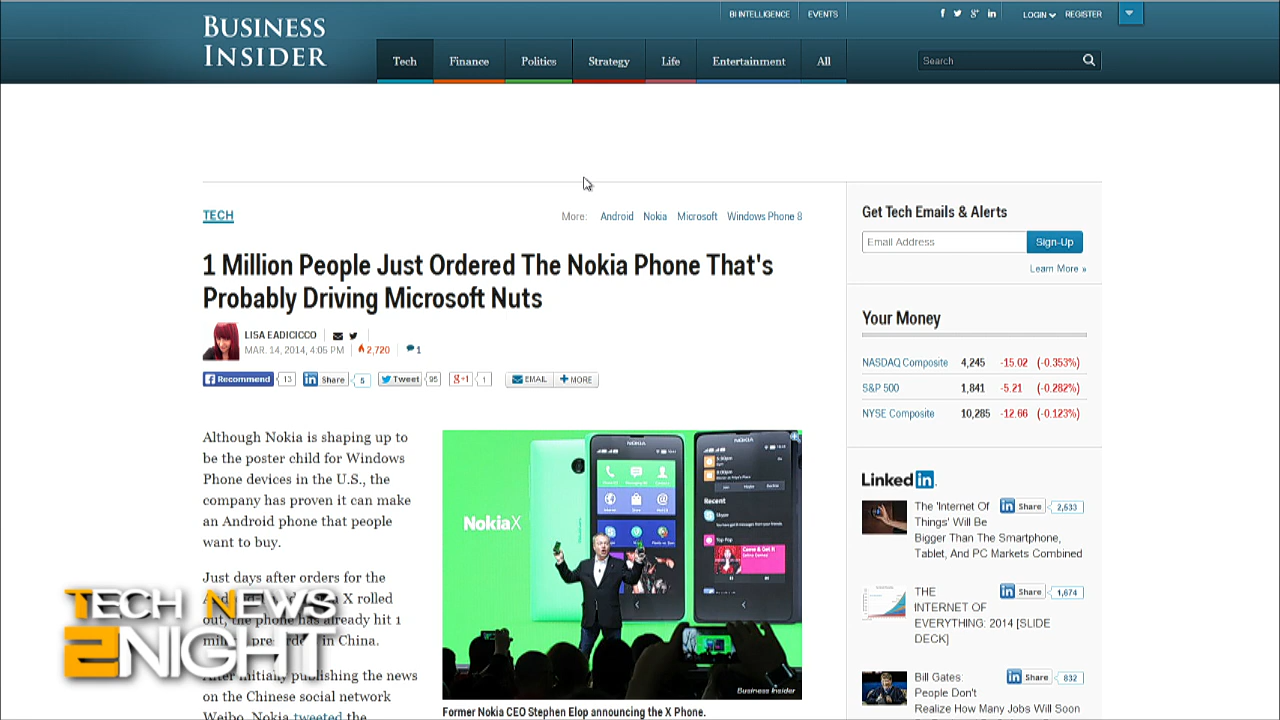 BUSINESS
INSIDER
BI INTELLIGENCE
EVENTS
LOGIN
REGISTER
Tech
Finance
Politics
Strategy
Life
Entertainment
All
Search
TECH
More: Android Nokia Microsoft Windows Phone 8
1 Million People Just Ordered The Nokia Phone That's
Probably Driving Microsoft Nuts
LISA EADICICCO
MAR. 14, 2014, 4:05 PM 2,720 1
Recommend 13 Share 5 Tweet 95 +1 1 EMAIL + MORE
Although Nokia is shaping up to
be the poster child for Windows
Phone devices in the U.S., the
company has proven it can make
an Android phone that people
want to buy.
Just days after orders for the
X rolled
out, the phone has already hit 1
in China.
After initially publishing the news
on the Chinese social network
Weibo, Nokia tweeted the
TECH NEWS
2NIGHT
NOKIA
NOKIA
NokiaX
Recent
Skype
Business Insider
Former Nokia CEO Stephen Elop announcing the X Phone.
Get Tech Emails & Alerts
Email Address
Sign-Up
Learn More »
Your Money
NASDAQ Composite 4,245 -15.02 (-0.353%)
S&P 500 1,841 -5.21 (-0.282%)
NYSE Composite 10,285 -12.66 (-0.123%)
Linked in
The 'Internet Of
Things' Will Be
Bigger Than The Smartphone,
Tablet, And PC Markets Combined
Share 2,533
THE
INTERNET OF
EVERYTHING: 2014 [SLIDE
DECK]
Share 1,674
Bill Gates:
People Don't
Realize How Many Jobs Will Soon
Share 832